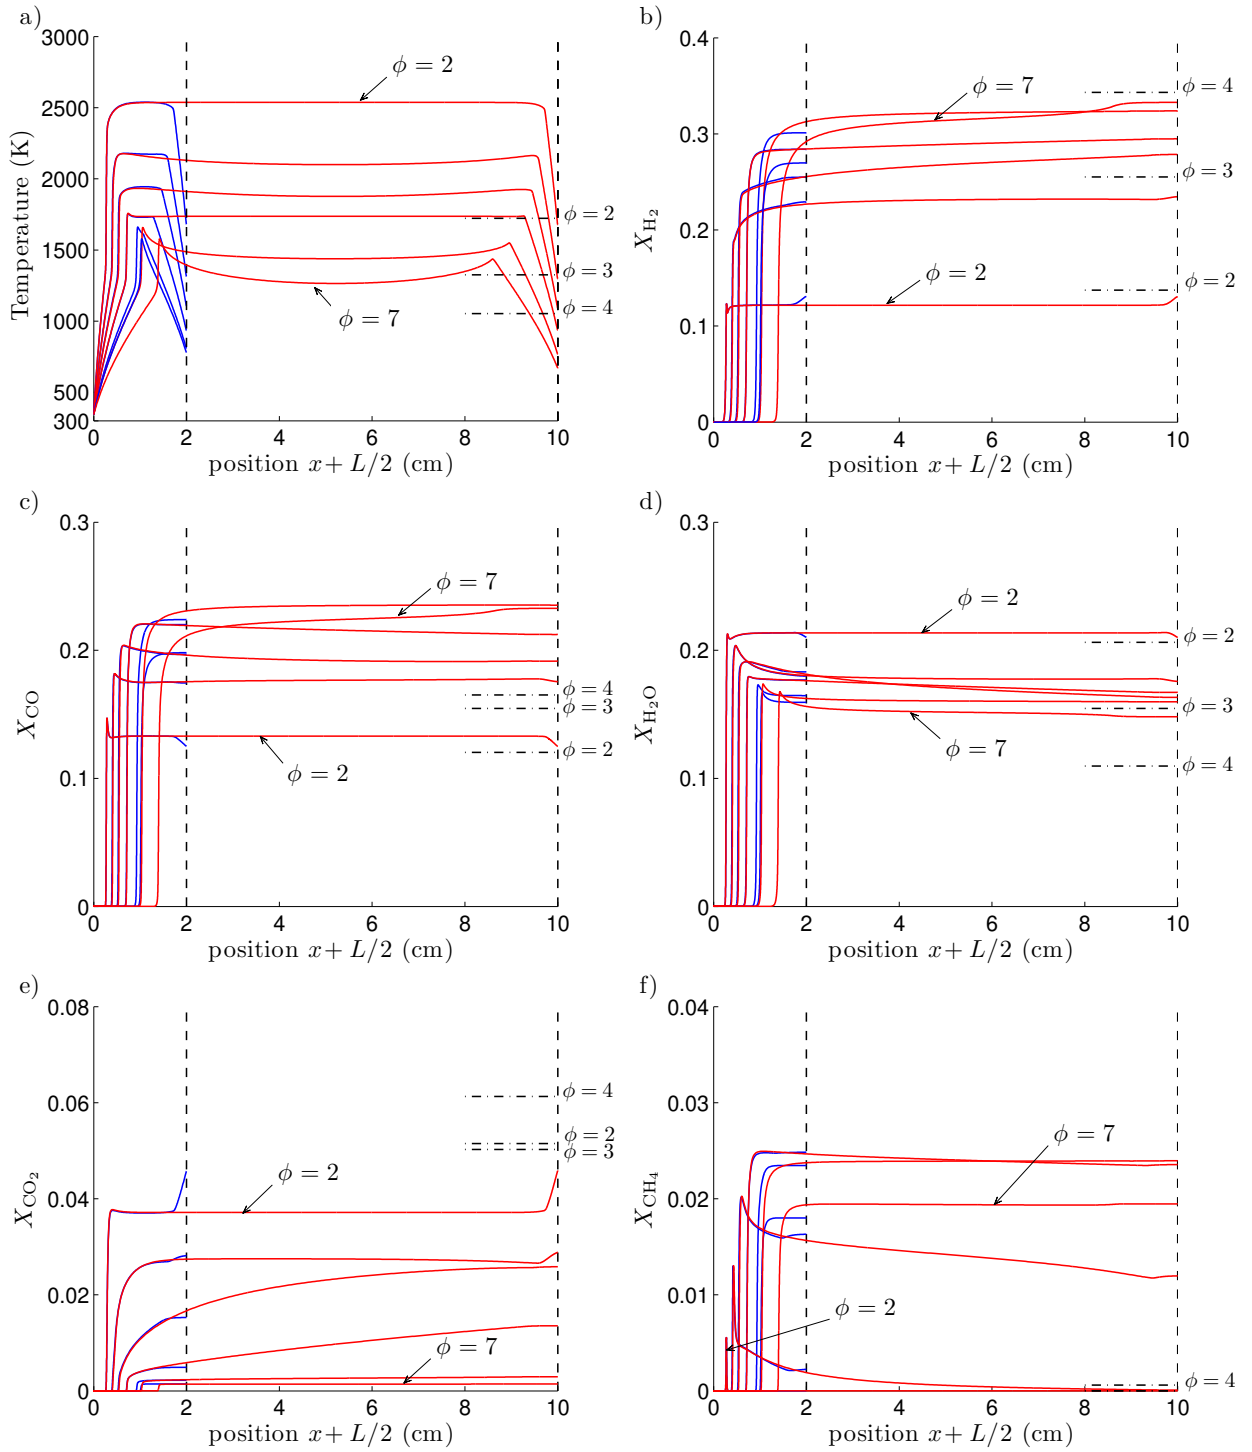 a)
3000
2500
2000
1500
1000
500
300
Temperature (K)
ϕ = 2
ϕ = 7
ϕ = 2
ϕ = 3
ϕ = 4
0
2
4
6
8
10
position x + L/2 (cm)
b)
0.4
0.3
0.2
0.1
0
X_H₂
ϕ = 7
ϕ = 2
ϕ = 4
ϕ = 3
ϕ = 2
0
2
4
6
8
10
position x + L/2 (cm)
c)
0.3
0.2
0.1
0
X_CO
ϕ = 7
ϕ = 2
ϕ = 4
ϕ = 3
ϕ = 2
0
2
4
6
8
10
position x + L/2 (cm)
d)
0.3
0.2
0.1
0
X_H₂O
ϕ = 2
ϕ = 7
ϕ = 2
ϕ = 3
ϕ = 4
0
2
4
6
8
10
position x + L/2 (cm)
e)
0.08
0.06
0.04
0.02
0
X_CO₂
ϕ = 2
ϕ = 7
ϕ = 4
ϕ = 2
ϕ = 3
0
2
4
6
8
10
position x + L/2 (cm)
f)
0.04
0.03
0.02
0.01
0
X_CH₄
ϕ = 7
ϕ = 2
ϕ = 4
0
2
4
6
8
10
position x + L/2 (cm)